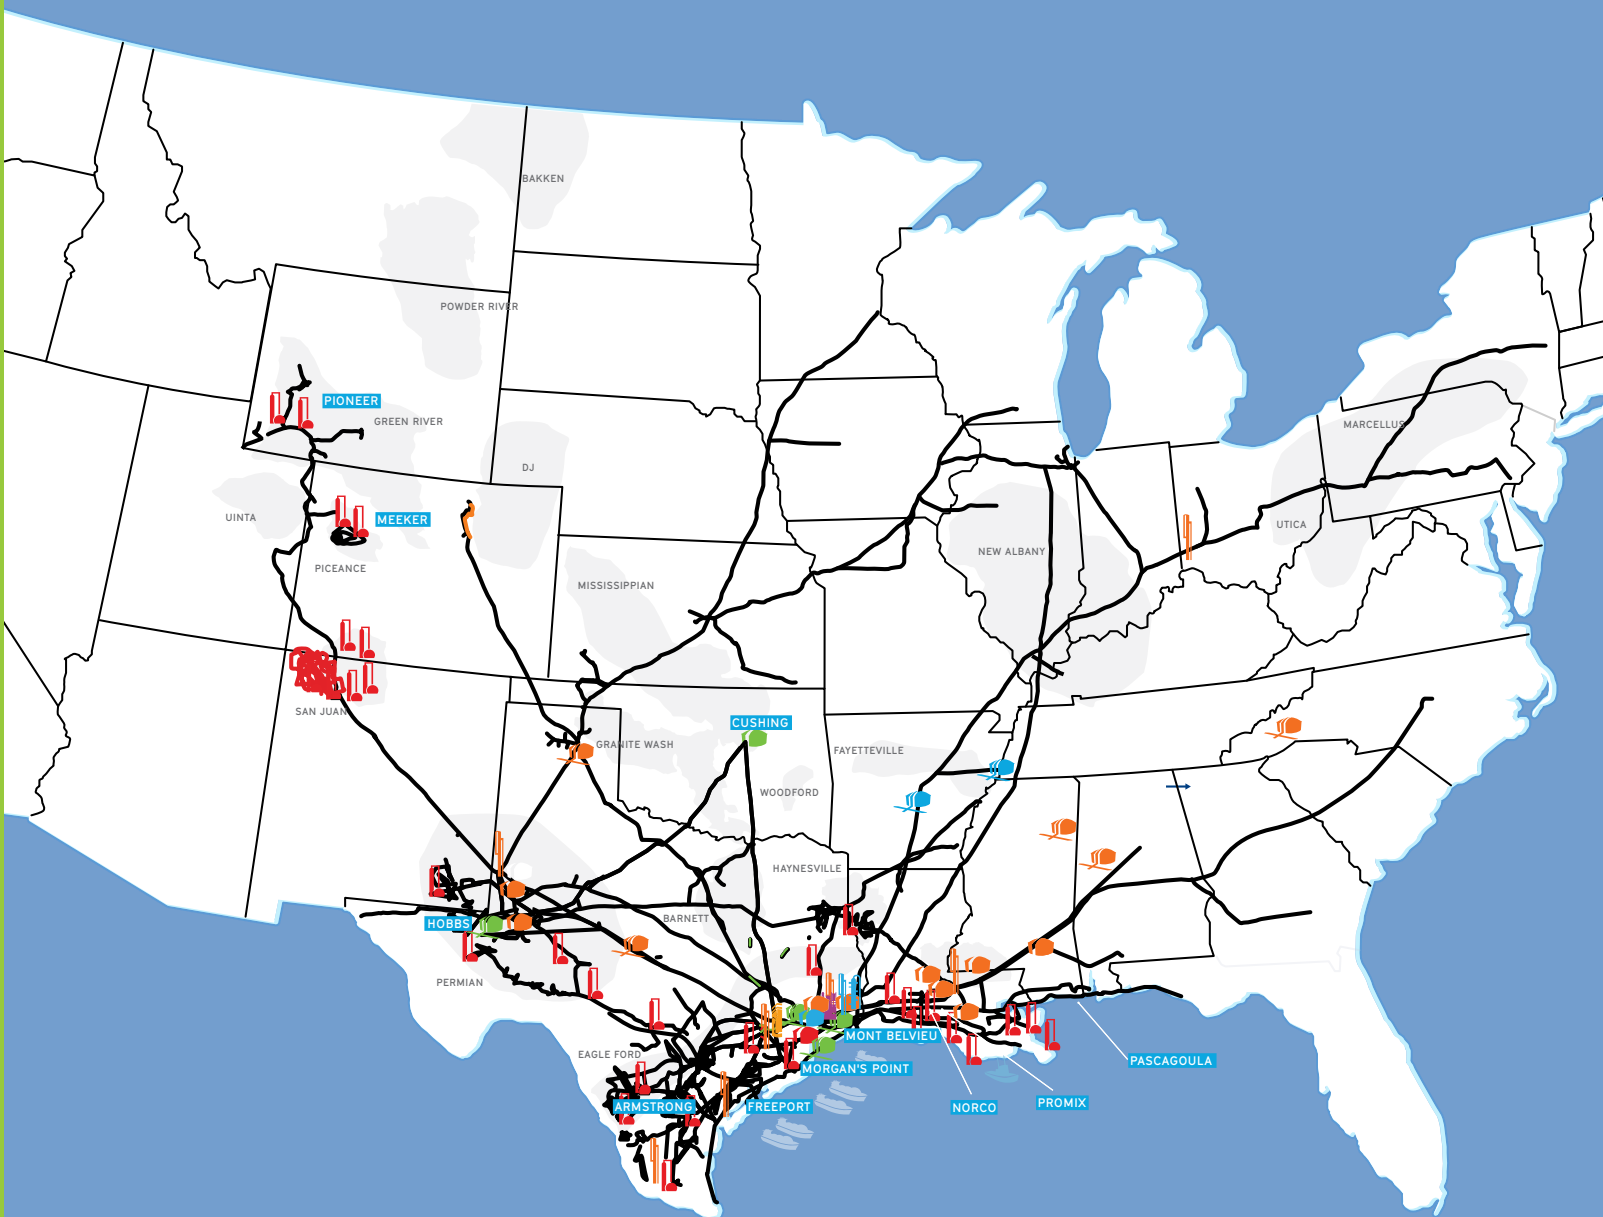 BAKKEN
POWDER RIVER
PIONEER
GREEN RIVER
MARCELLUS
DJ
UINTA
MEEKER
UTICA
NEW ALBANY
PICEANCE
MISSISSIPPIAN
SAN JUAN
CUSHING
GRANITE WASH
FAYETTEVILLE
WOODFORD
HAYNESVILLE
HOBBS
BARNETT
PERMIAN
MONT BELVIEU
EAGLE FORD
PASCAGOULA
MORGAN'S POINT
PROMIX
ARMSTRONG
FREEPORT
NORCO